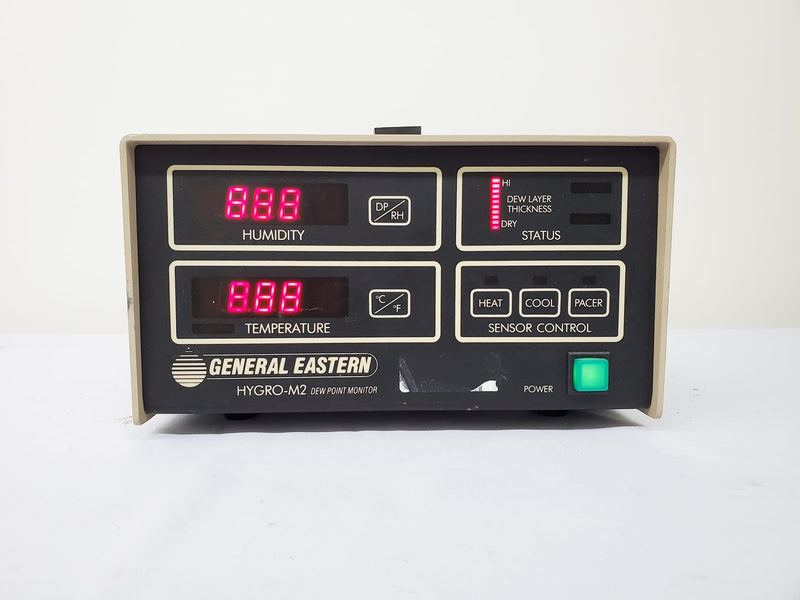 888
DP/RH
HUMIDITY
HI
DEW LAYER
THICKNESS
DRY
STATUS
888
°C/°F
TEMPERATURE
HEAT COOL PACER
SENSOR CONTROL
GENERAL EASTERN
HYGRO-M2 DEW POINT MONITOR
POWER